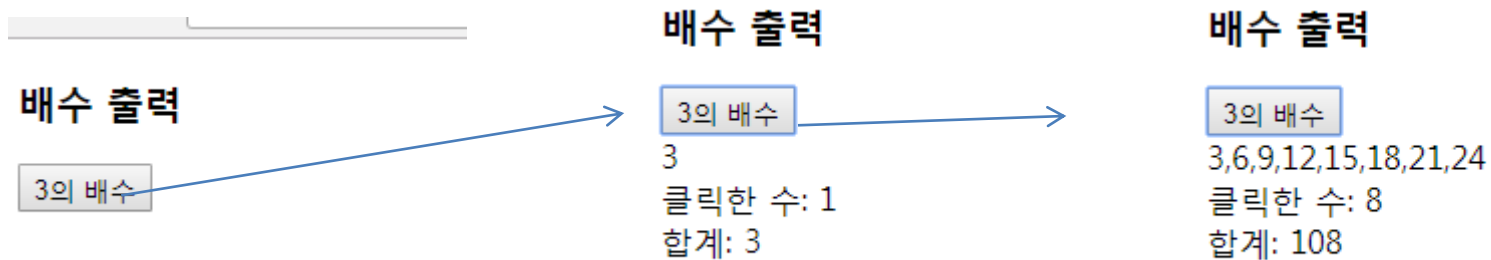 배수 출력
3의 배수
배수 출력
3의 배수
3
클릭한 수: 1
합계: 3
배수 출력
3의 배수
3,6,9,12,15,18,21,24
클릭한 수: 8
합계: 108